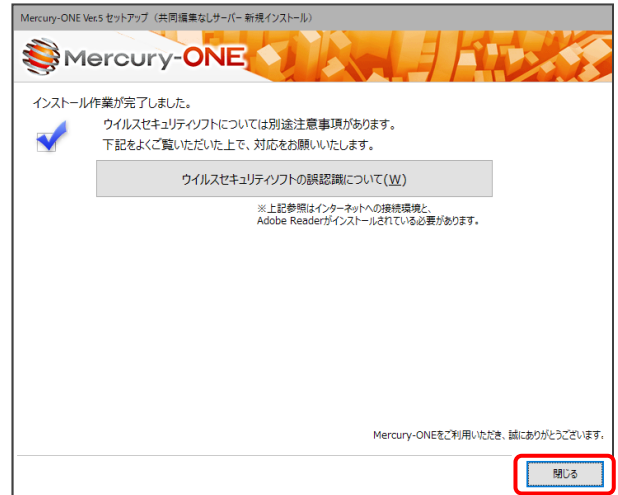 Mercury-ONE Ver.5 セットアップ（共同編集なしサーバー 新規インストール）
Mercury-ONE
インストール作業が完了しました。
ウイルスセキュリティソフトについては別途注意事項があります。
下記をよくご覧いただいた上で、対応をお願いいたします。
ウイルスセキュリティソフトの誤認識について(W)
※上記参照はインターネットへの接続環境と、
Adobe Readerがインストールされている必要があります。
Mercury-ONEをご利用いただき、誠にありがとうございます。
閉じる